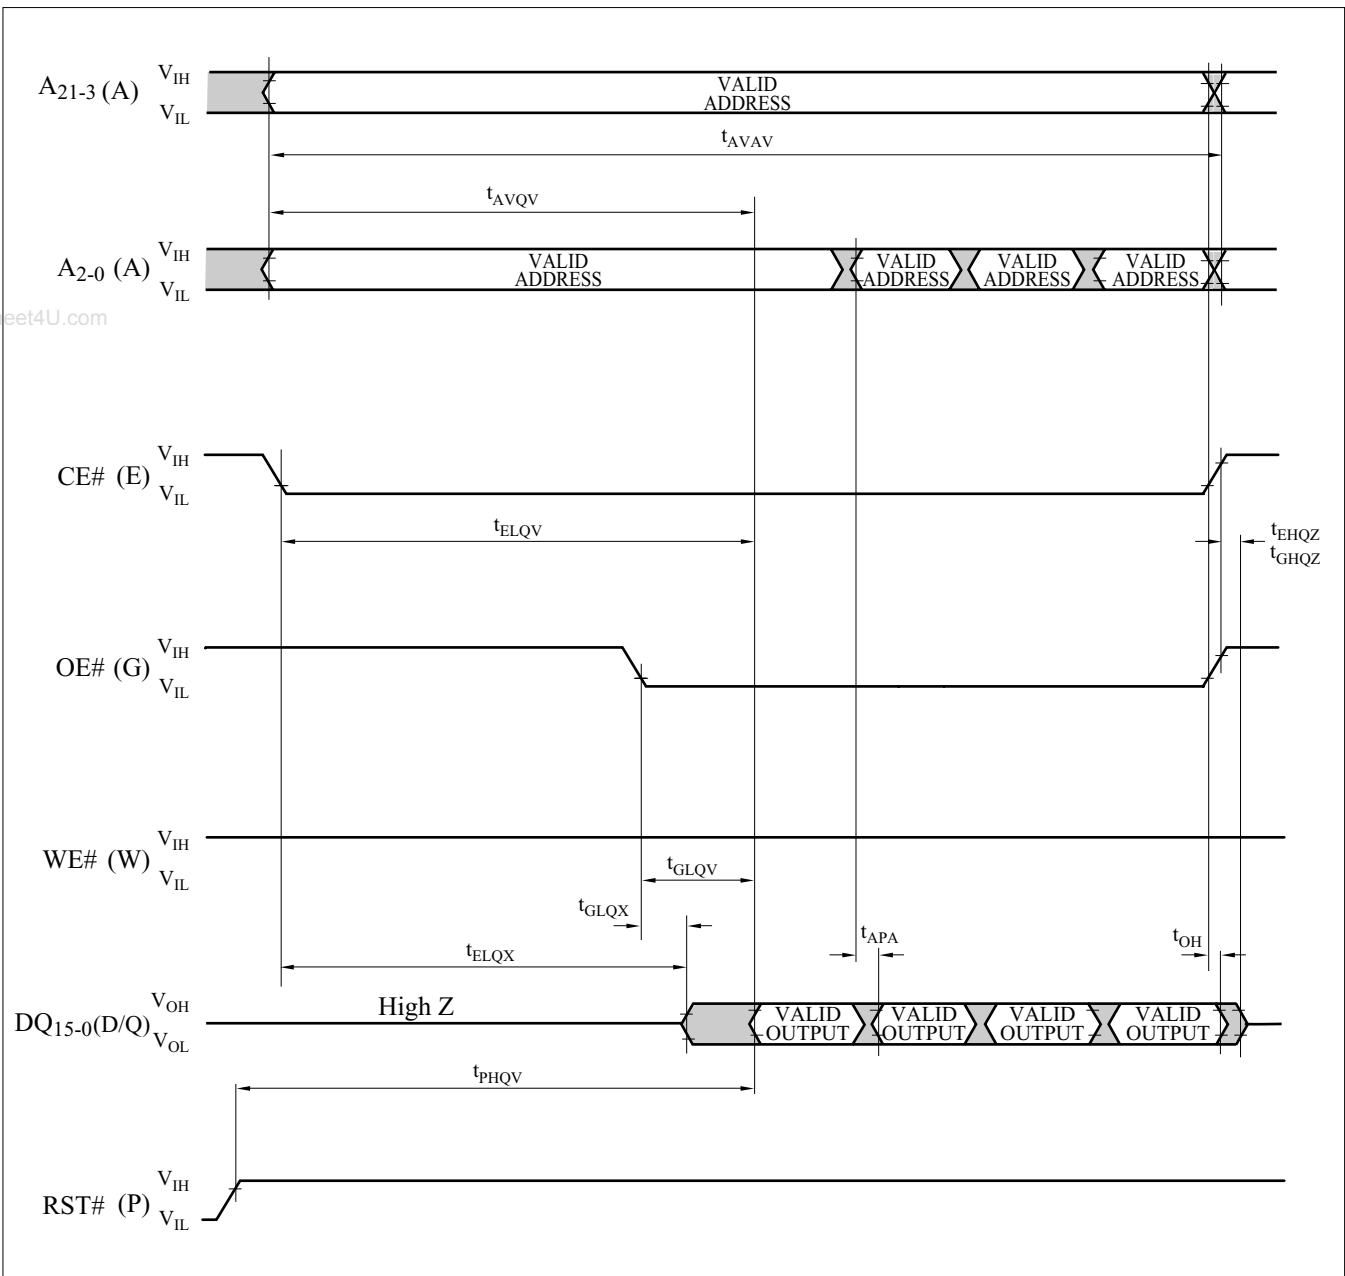 A21-3 (A) VIH VIL
VALID
ADDRESS
tAVAV
tAVQV
A2-0 (A) VIH VIL
VALID VALID VALID VALID
ADDRESS ADDRESS ADDRESS ADDRESS
eet4U.com
CE# (E) VIH VIL
tELQV
tEHQZ
tGHQZ
OE# (G) VIH VIL
WE# (W) VIH VIL
tGLQV
tGLQX
tELQX
tAPA
tOH
DQ15-0(D/Q) VOH VOL
High Z
VALID VALID VALID VALID
OUTPUT OUTPUT OUTPUT OUTPUT
tPHQV
RST# (P) VIH VIL